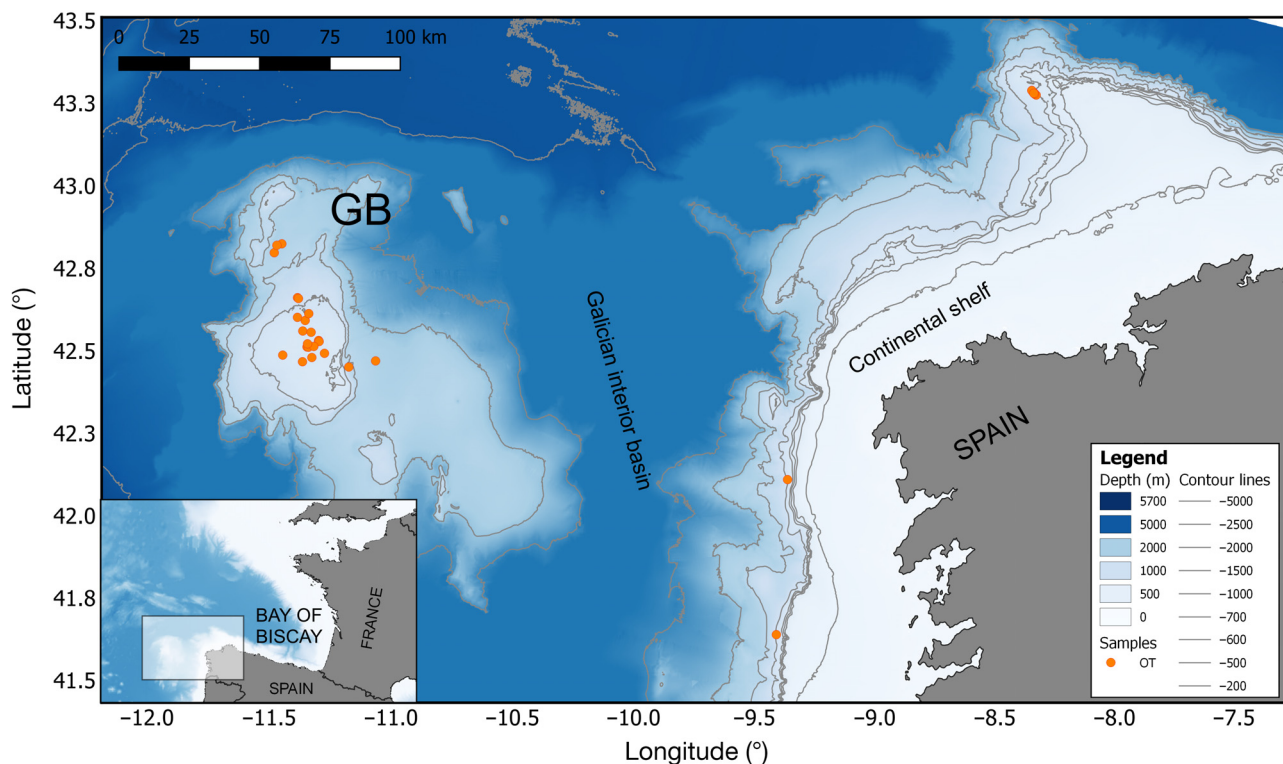 0 25 50 75 100 km
43.5
43.3
43.0
42.8
42.5
42.3
42.0
41.8
41.5
Latitude (°)
GB
Galician interior basin
Continental shelf
SPAIN
BAY OF
BISCAY
FRANCE
SPAIN
Legend
Depth (m) Contour lines
5700 −5000
5000 −2500
2000 −2000
1000 −1500
500 −1000
0 −700
Samples −600
OT −500
−200
−12.0 −11.5 −11.0 −10.5 −10.0 −9.5 −9.0 −8.5 −8.0 −7.5
Longitude (°)